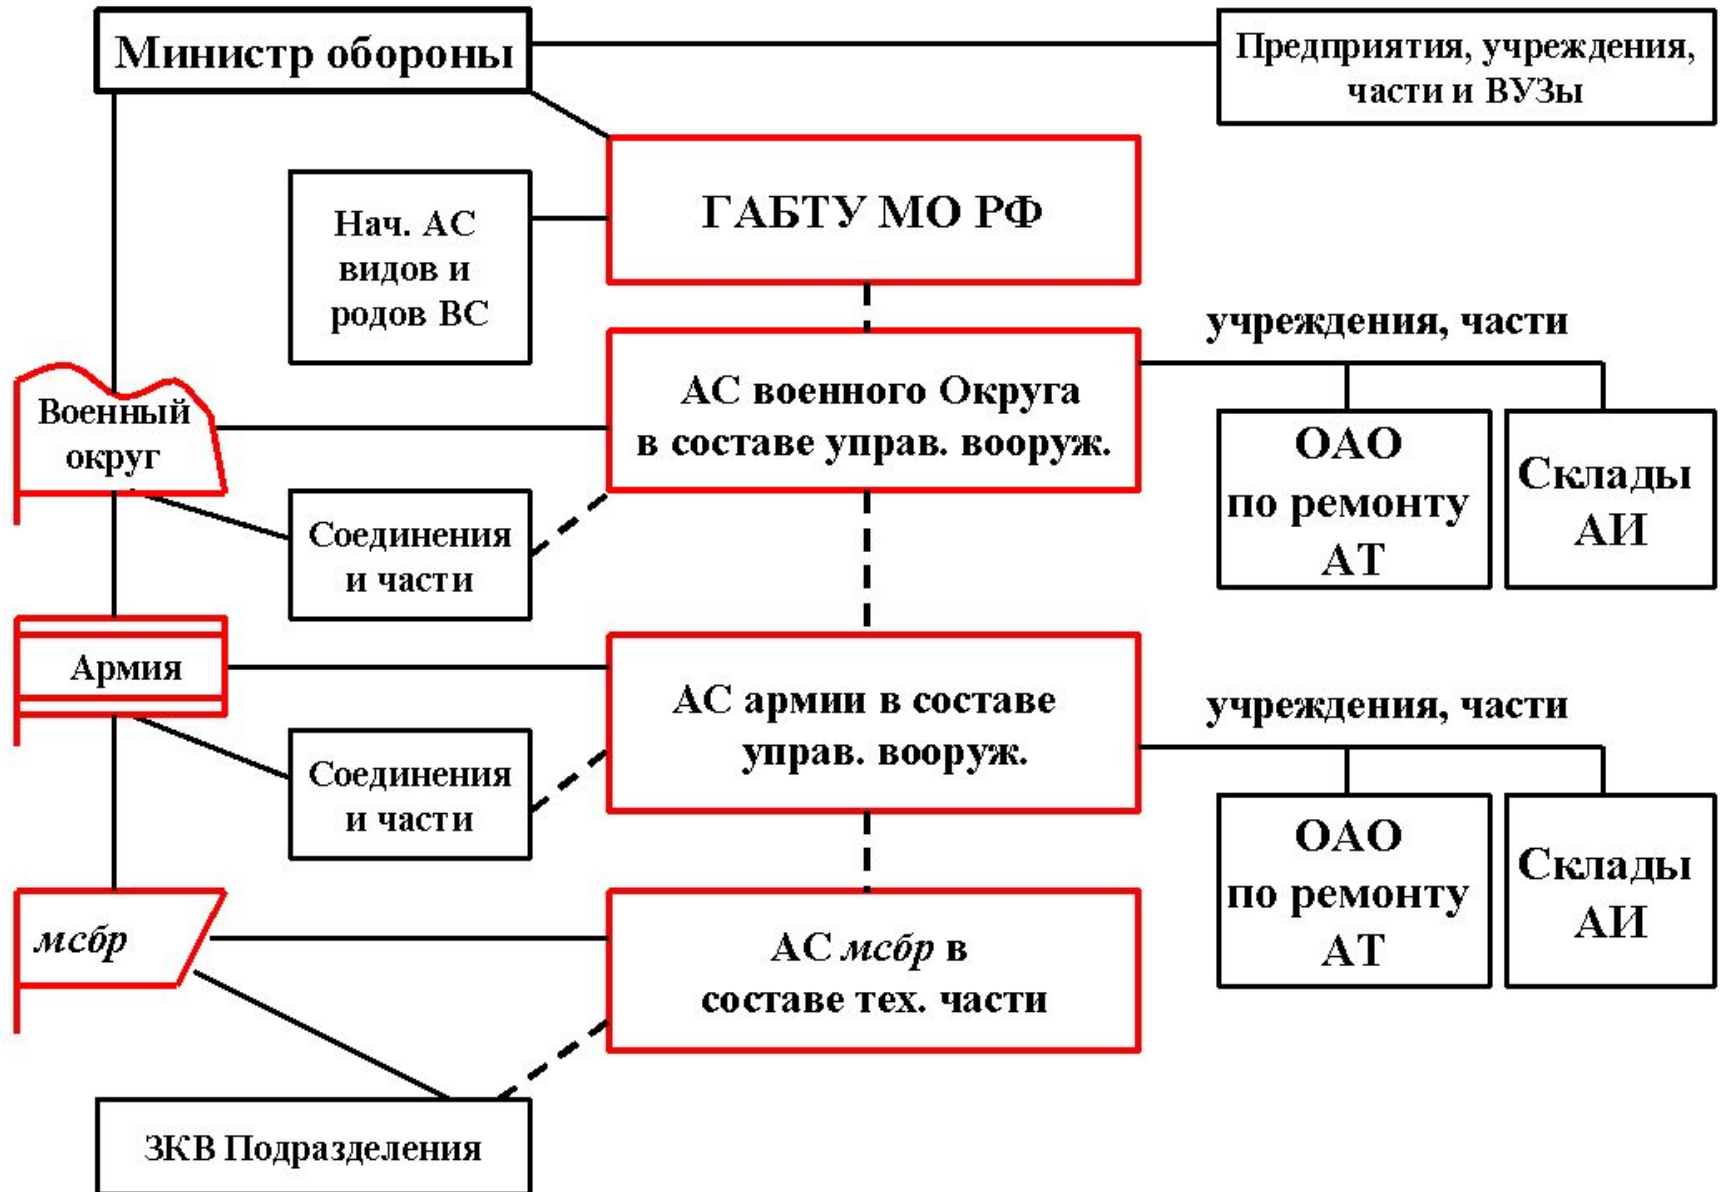 Министр обороны
Предприятия, учреждения,
части и ВУЗы
ГАБТУ МО РФ
Нач. АС
видов и
родов ВС
учреждения, части
АС военного Округа
в составе управ. вооруж.
Военный
округ
ОАО
по ремонту
АТ
Склады
АИ
Соединения
и части
Армия
АС армии в составе
управ. вооруж.
учреждения, части
Соединения
и части
ОАО
по ремонту
АТ
Склады
АИ
мсбр
АС мсбр в
составе тех. части
ЗКВ Подразделения